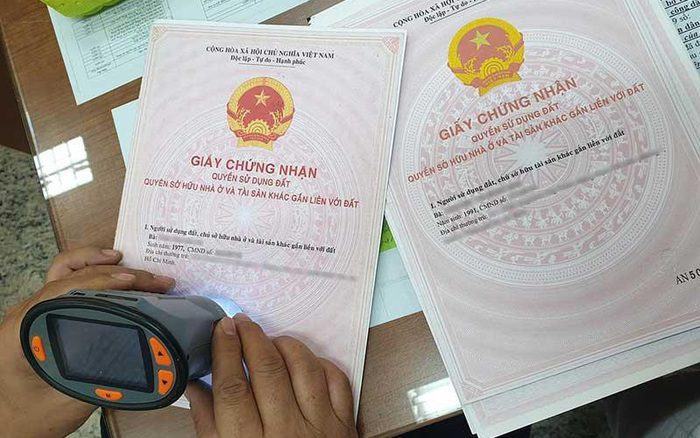 CỘNG HÒA XÃ HỘI CHỦ NGHĨA VIỆT NAM
Độc lập - Tự do - Hạnh phúc
GIẤY CHỨNG NHẬN
QUYỀN SỬ DỤNG ĐẤT
QUYỀN SỞ HỮU NHÀ Ở VÀ TÀI SẢN KHÁC GẮN LIỀN VỚI ĐẤT
I. Người sử dụng đất, chủ sở hữu nhà ở và tài sản khác gắn liền với đất
Bà:
Sinh năm: 1977, CMND số:
Địa chỉ thường trú:
Hồ Chí Minh.
CỘNG HÒA XÃ HỘI CHỦ NGHĨA VIỆT NAM
Độc lập - Tự do - Hạnh phúc
GIẤY CHỨNG NHẬN
QUYỀN SỬ DỤNG ĐẤT
QUYỀN SỞ HỮU NHÀ Ở VÀ TÀI SẢN KHÁC GẮN LIỀN VỚI ĐẤT
I. Người sử dụng đất, chủ sở hữu nhà ở và tài sản khác gắn liền với đất
Bà:
Năm sinh: 1991, CMND số
Địa chỉ thường trú:
AN 50
M